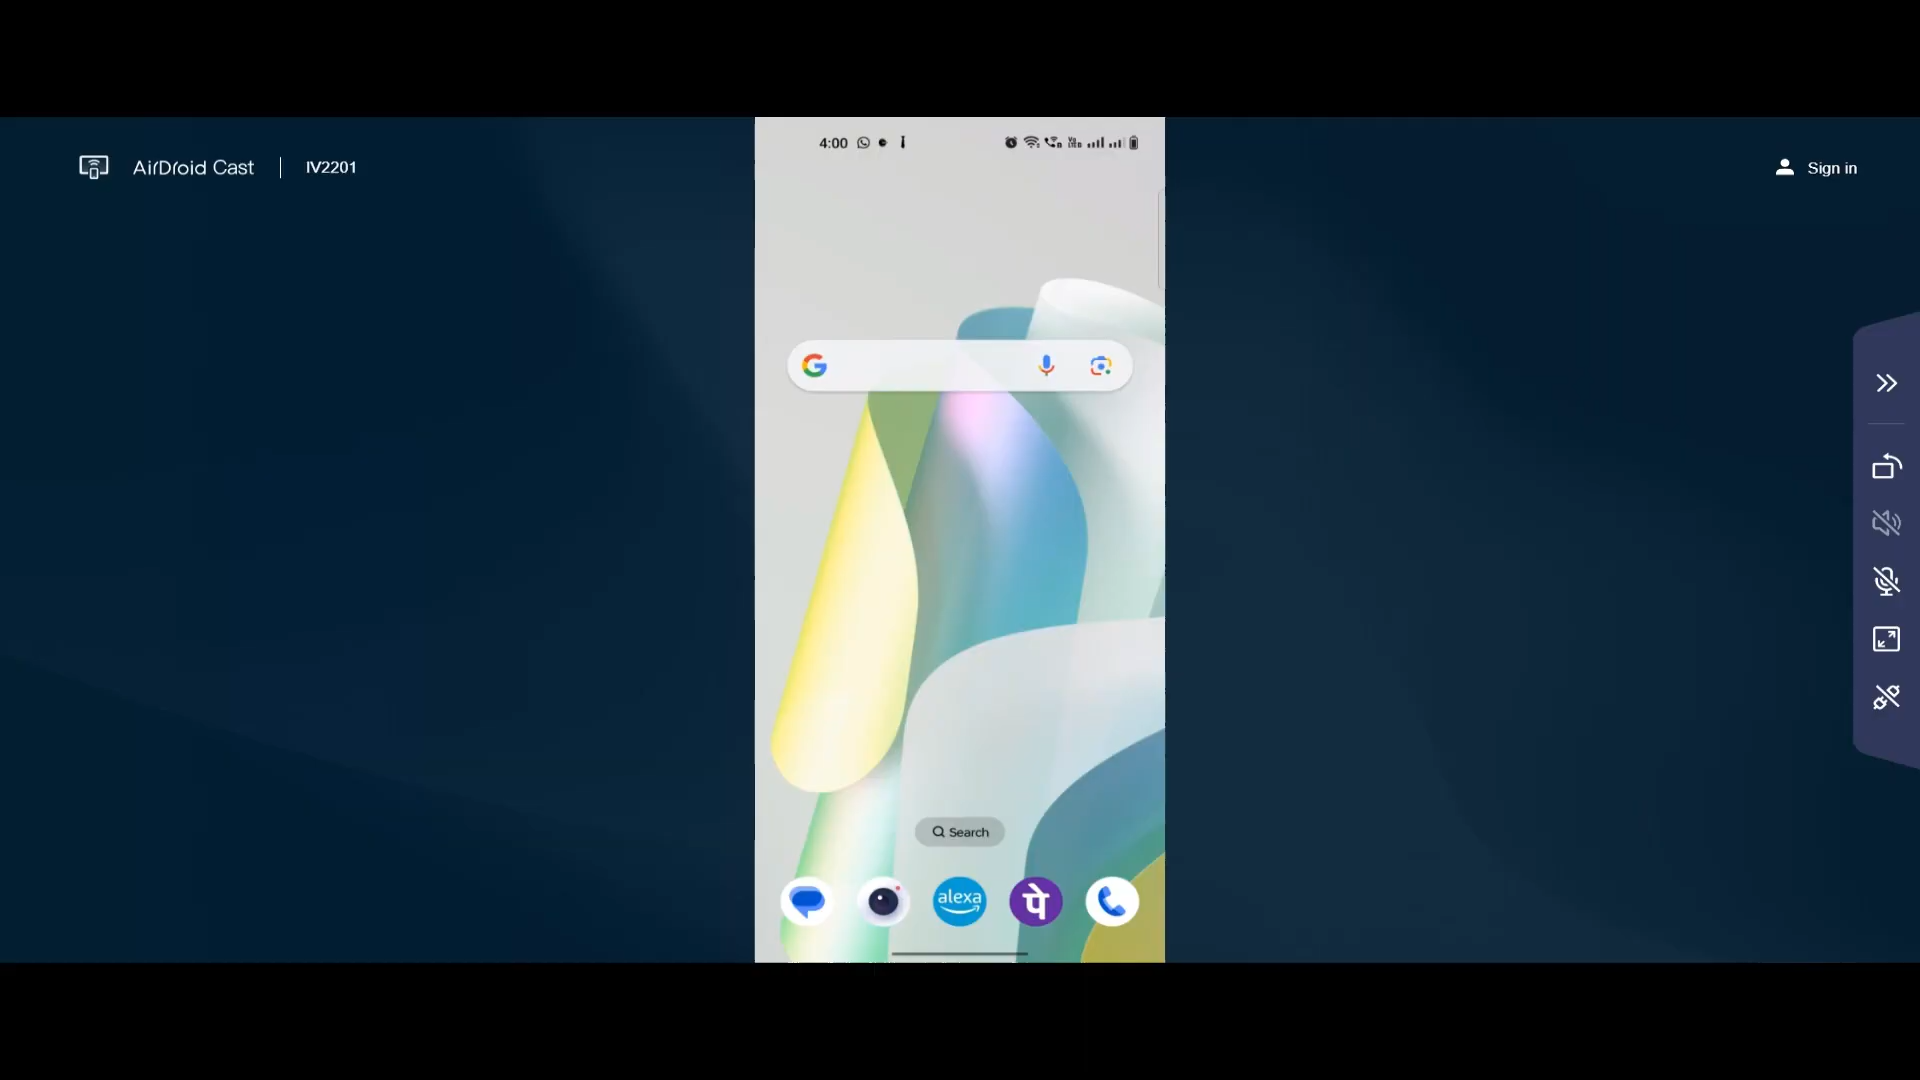 4:00
AirDroid Cast | IV2201
Sign in
Search
alexa
पे